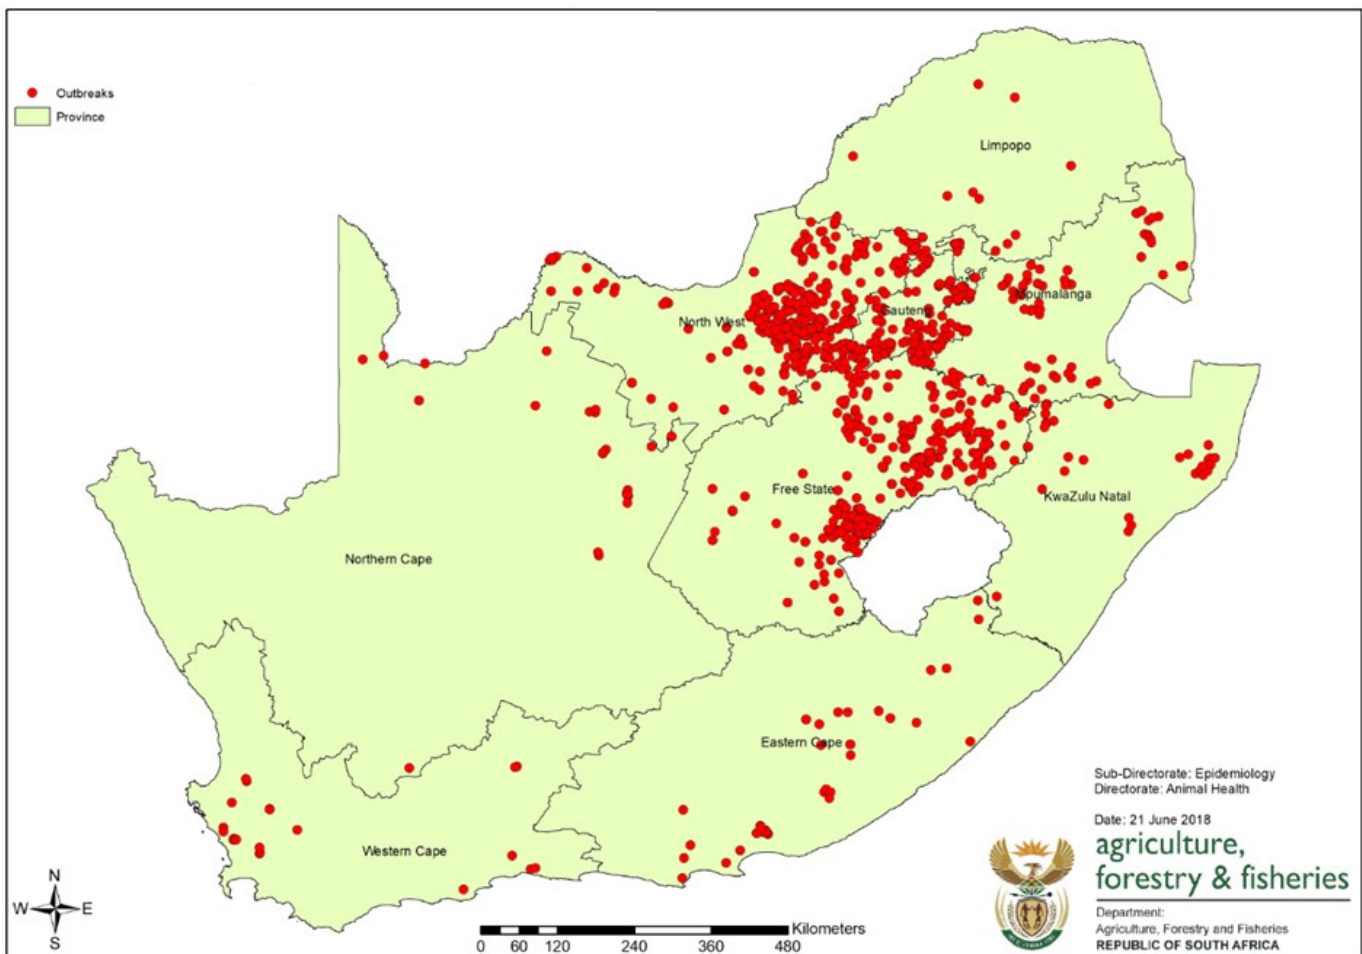 Outbreaks
Province
Limpopo
Mpumalanga
Gauteng
North West
Free State
KwaZulu Natal
Northern Cape
Eastern Cape
Western Cape
Sub-Directorate: Epidemiology
Directorate: Animal Health
Date: 21 June 2018
agriculture,
forestry & fisheries
Department:
Agriculture, Forestry and Fisheries
REPUBLIC OF SOUTH AFRICA
N
W E
S
Kilometers
0 60 120 240 360 480